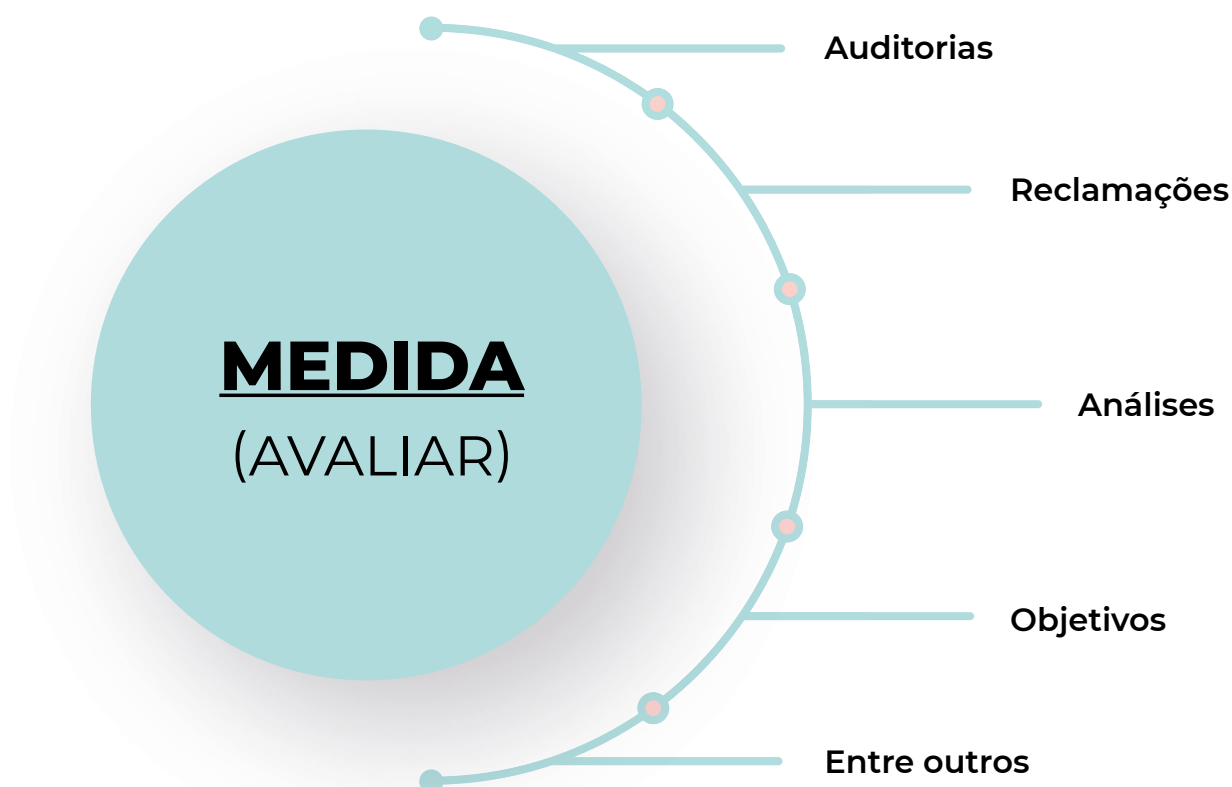 MEDIDA
(AVALIAR)
Auditorias
Reclamações
Análises
Objetivos
Entre outros